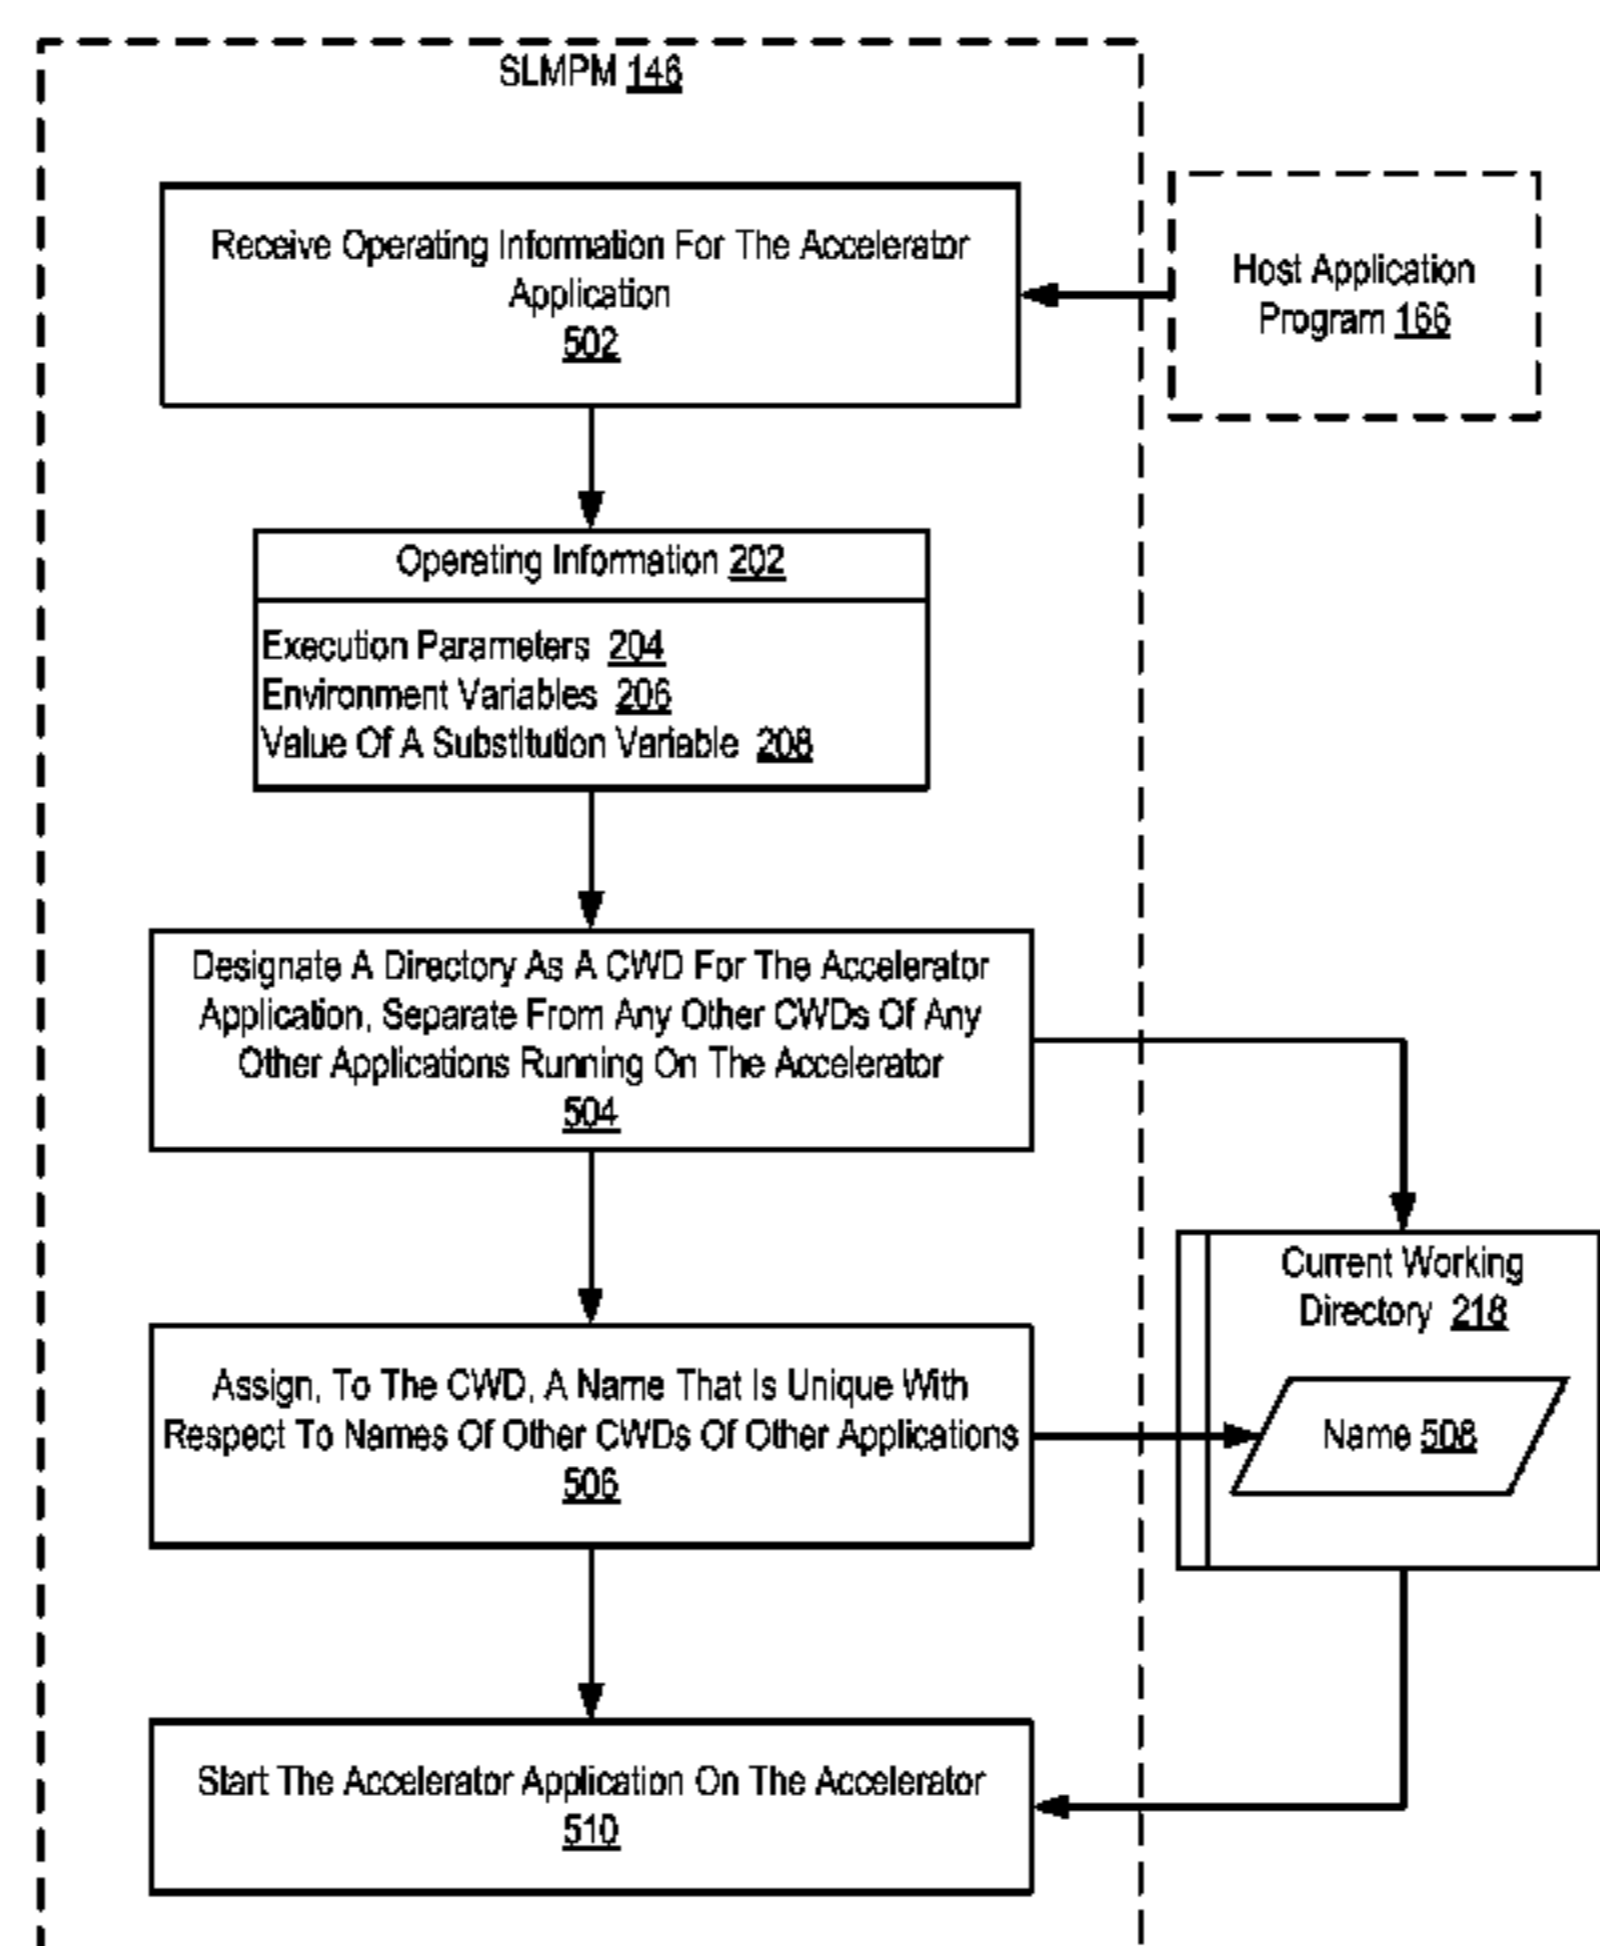 SLMPM 146
Receive Operating Information For The Accelerator
Application
502
Host Application
Program 166
Operating Information 202
Execution Parameters 204
Environment Variables 206
Value Of A Substitution Variable 208
Designate A Directory As A CWD For The Accelerator
Application, Separate From Any Other CWDs Of Any
Other Applications Running On The Accelerator
504
Current Working
Directory 218
Assign, To The CWD, A Name That Is Unique With
Respect To Names Of Other CWDs Of Other Applications
506
Name 508
Start The Accelerator Application On The Accelerator
510